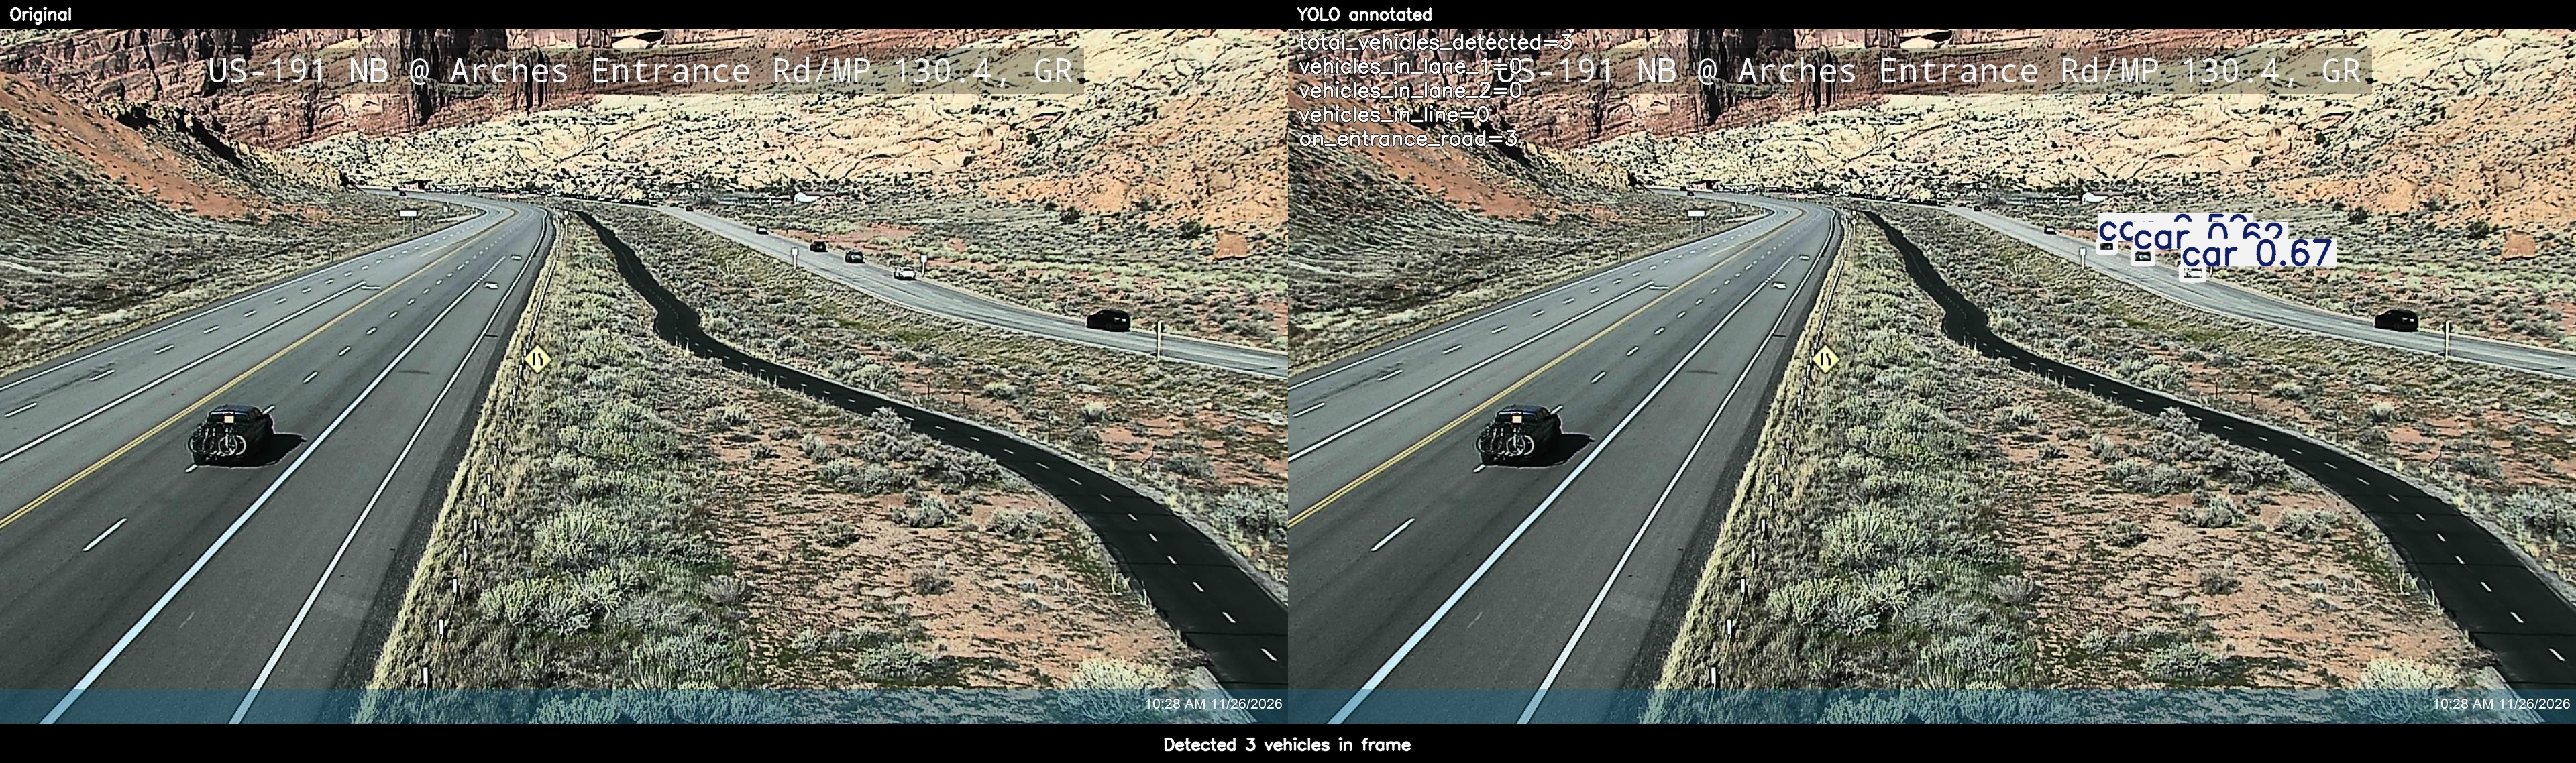 Original
US-191 NB @ Arches Entrance Rd/MP 130.4, GR
10:28 AM 11/26/2026
YOLO annotated
total_vehicles_detected=3
vehicles_in_lane_1=0
US-191 NB @ Arches Entrance Rd/MP 130.4, GR
vehicles_in_lane_2=0
vehicles_in_line=0
on_entrance_road=3
car 0.67
10:28 AM 11/26/2026
Detected 3 vehicles in frame